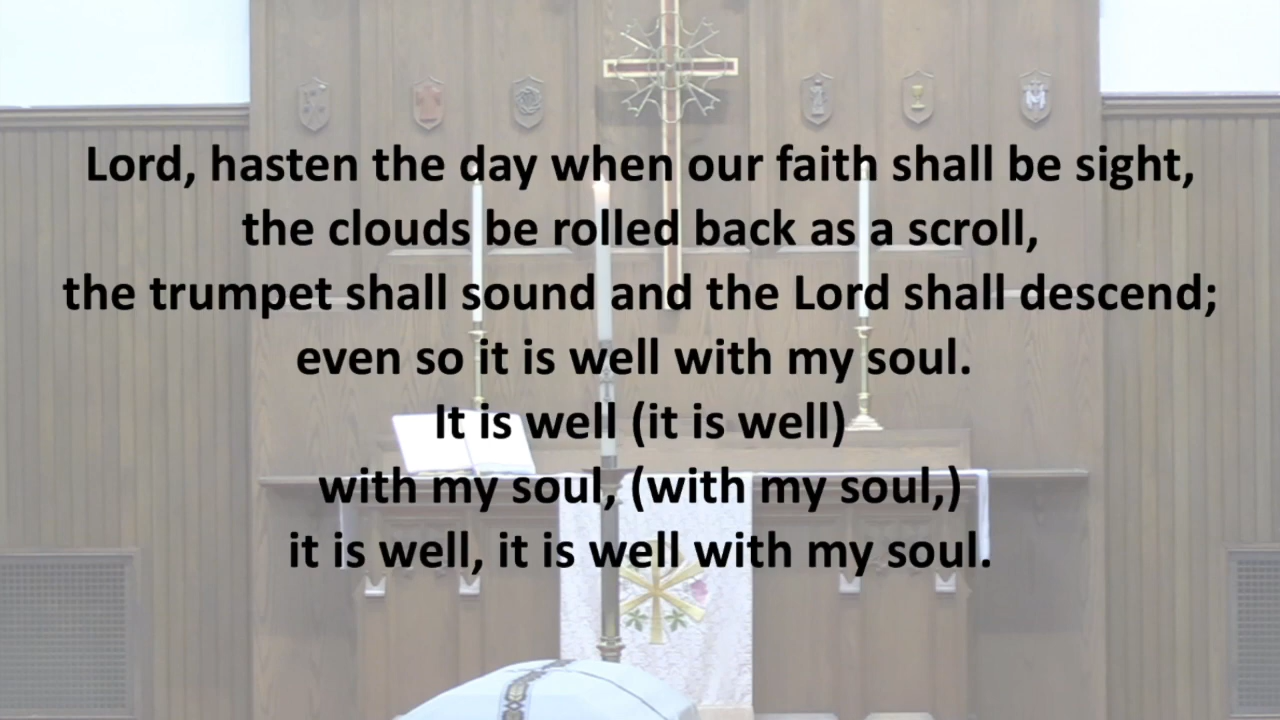 Lord, hasten the day when our faith shall be sight,
the clouds be rolled back as a scroll,
the trumpet shall sound and the Lord shall descend;
even so it is well with my soul.
It is well (it is well)
with my soul, (with my soul,)
it is well, it is well with my soul.